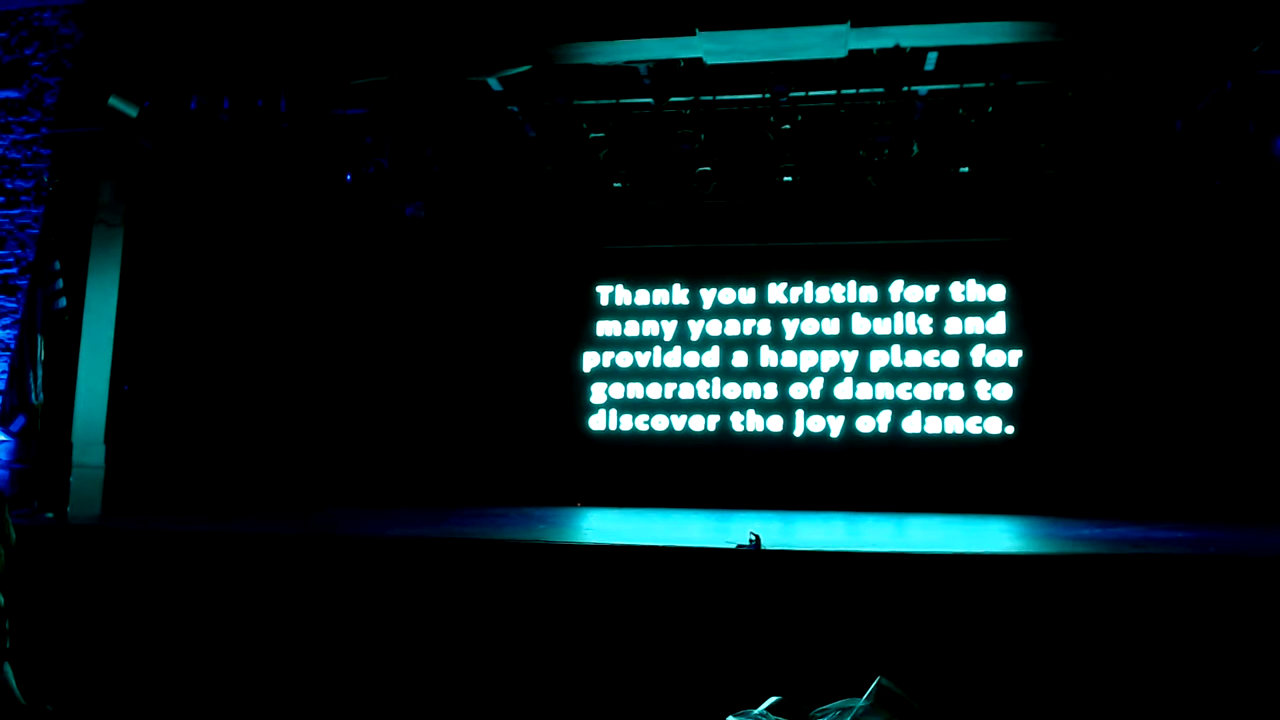 Thank you Kristin for the
many years you built and
provided a happy place for
generations of dancers to
discover the joy of dance.